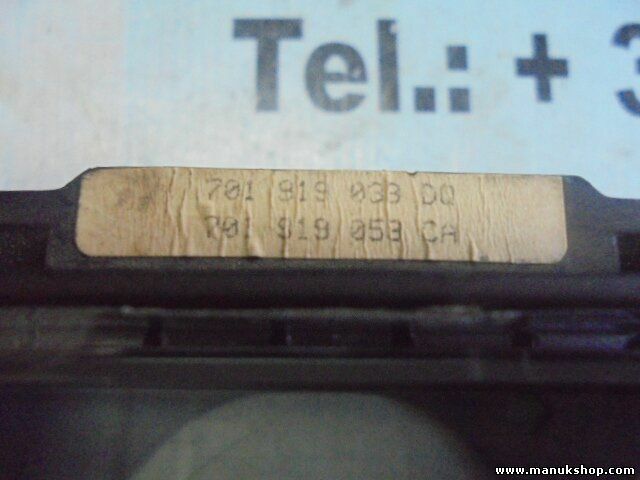 Tel.: + 3
701 919 033 DQ
701 919 053 CA
www.manukshop.com